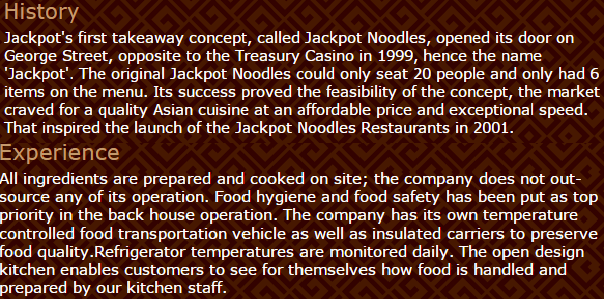 History
Jackpot's first takeaway concept, called Jackpot Noodles, opened its door on
George Street, opposite to the Treasury Casino in 1999, hence the name
'Jackpot'. The original Jackpot Noodles could only seat 20 people and only had 6
items on the menu. Its success proved the feasibility of the concept, the market
craved for a quality Asian cuisine at an affordable price and exceptional speed.
That inspired the launch of the Jackpot Noodles Restaurants in 2001.
Experience
All ingredients are prepared and cooked on site; the company does not out-
source any of its operation. Food hygiene and food safety has been put as top
priority in the back house operation. The company has its own temperature
controlled food transportation vehicle as well as insulated carriers to preserve
food quality.Refrigerator temperatures are monitored daily. The open design
kitchen enables customers to see for themselves how food is handled and
prepared by our kitchen staff.